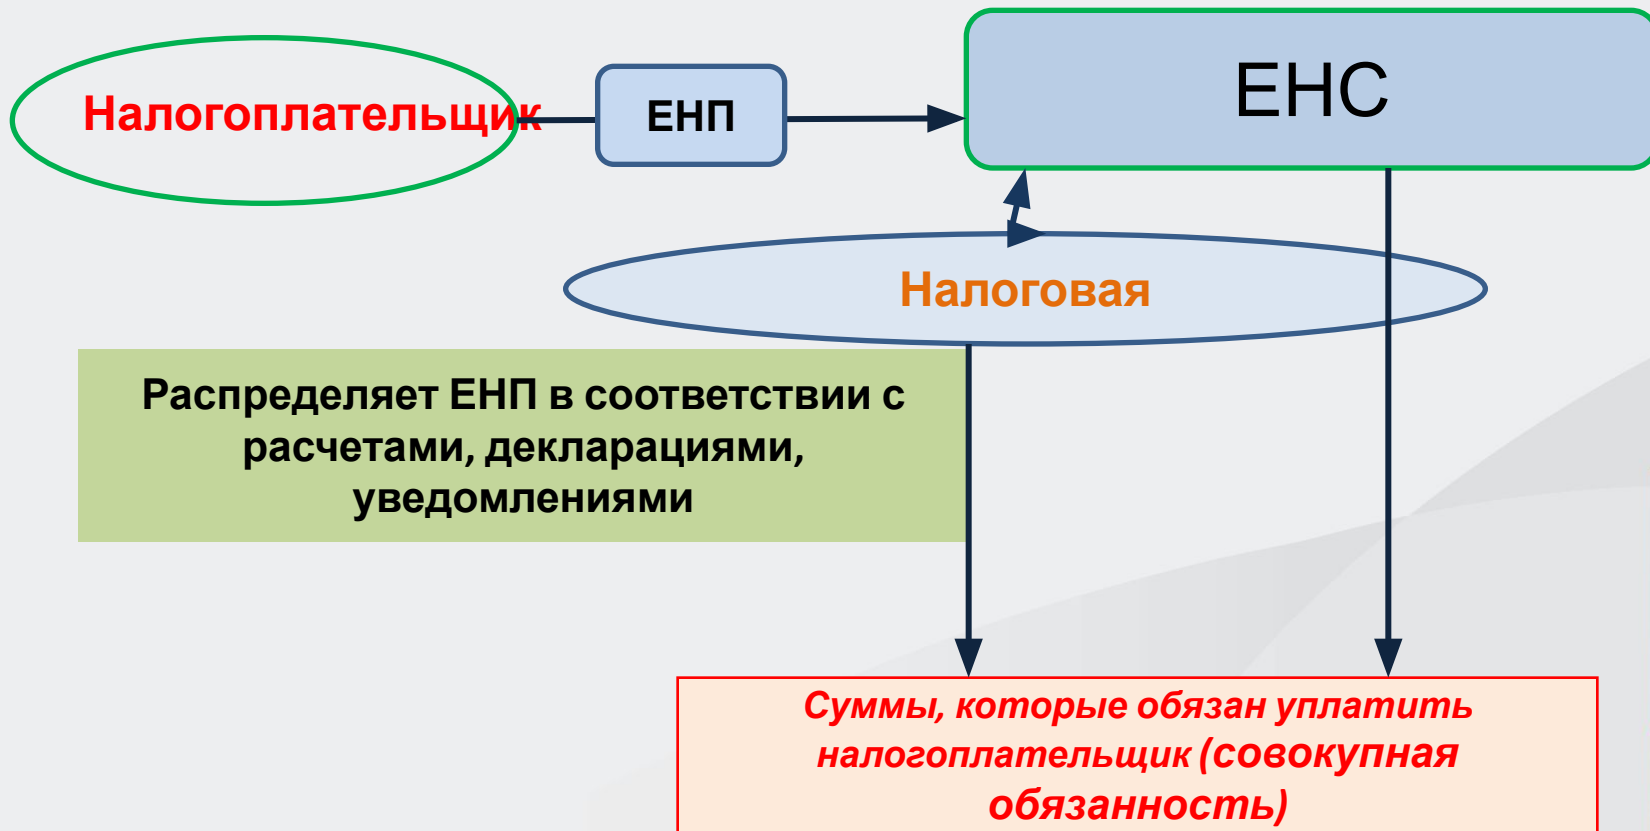 Налогоплательщик
ЕНП
ЕНС
Налоговая
Распределяет ЕНП в соответствии с
расчетами, декларациями,
уведомлениями
Суммы, которые обязан уплатить
налогоплательщик (совокупная
обязанность)